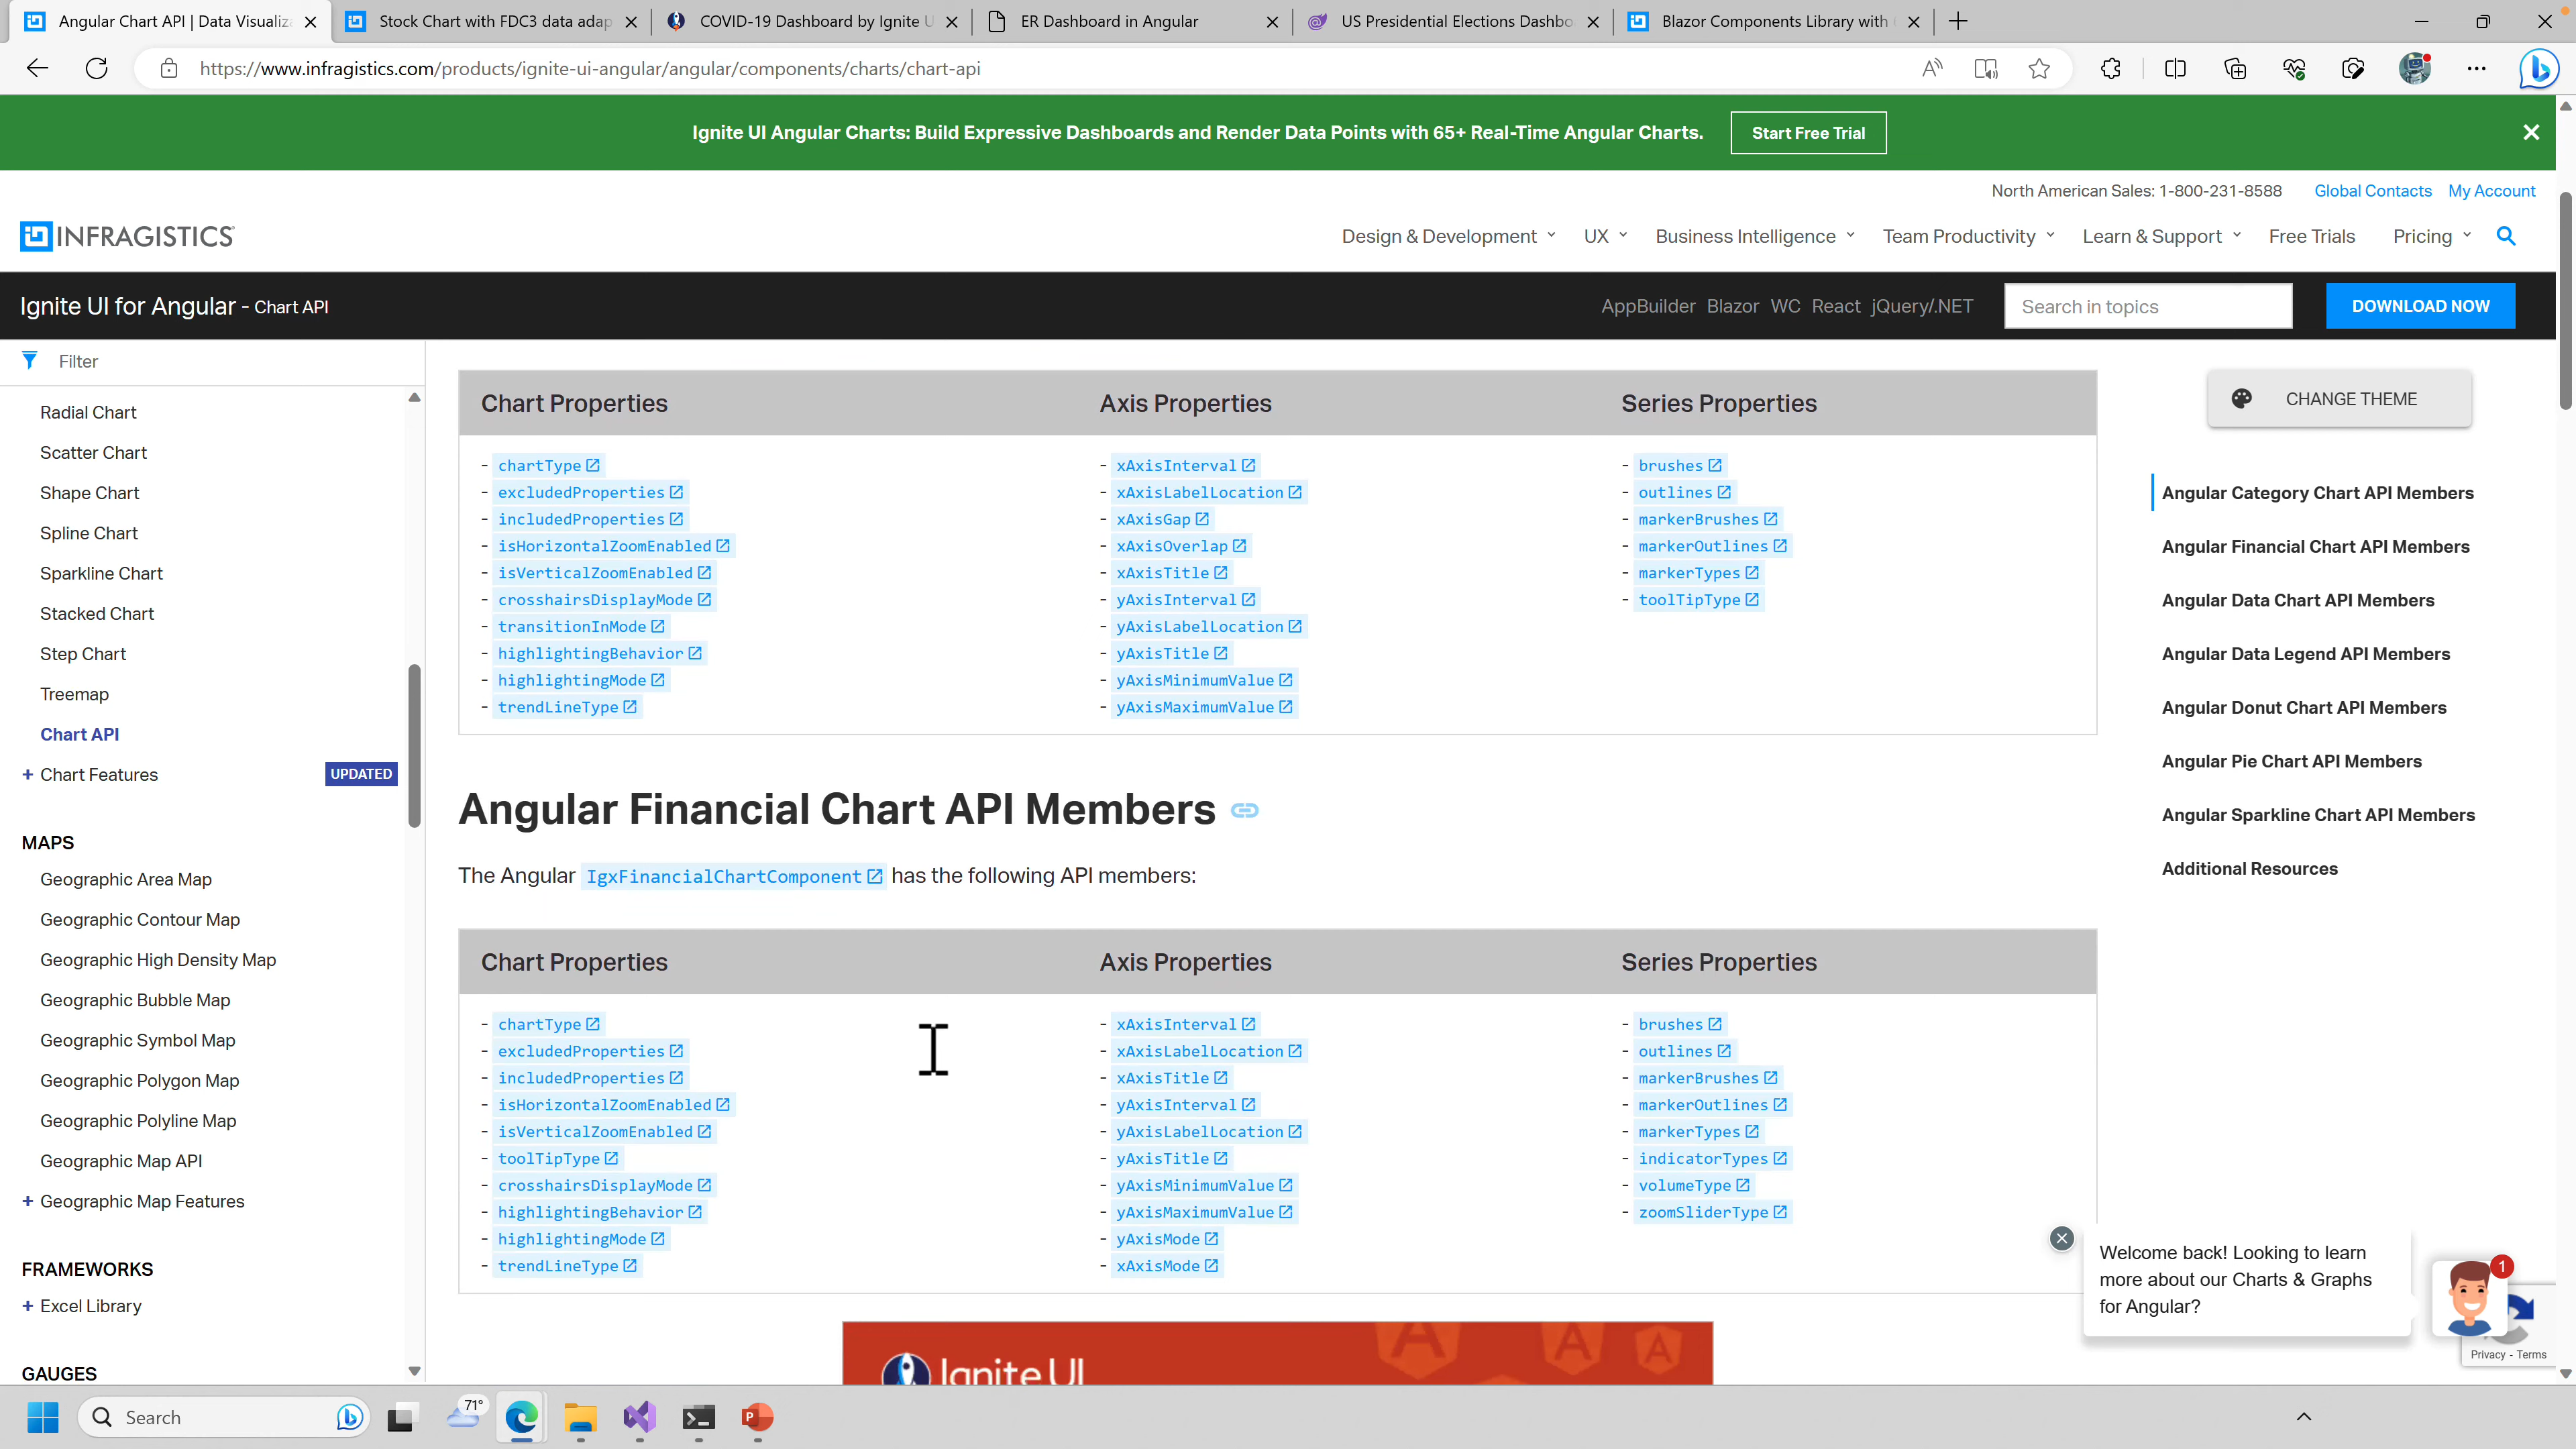 Angular Chart API | Data Visualiz
Stock Chart with FDC3 data adap
COVID-19 Dashboard by Ignite U
ER Dashboard in Angular
US Presidential Elections Dashbo
Blazor Components Library with
https://www.infragistics.com/products/ignite-ui-angular/angular/components/charts/chart-api
Ignite UI Angular Charts: Build Expressive Dashboards and Render Data Points with 65+ Real-Time Angular Charts.
Start Free Trial
North American Sales: 1-800-231-8588
Global Contacts
My Account
INFRAGISTICS
Design & Development
UX
Business Intelligence
Team Productivity
Learn & Support
Free Trials
Pricing
Ignite UI for Angular - Chart API
AppBuilder Blazor WC React jQuery/.NET
Search in topics
DOWNLOAD NOW
Filter
Radial Chart
Scatter Chart
Shape Chart
Spline Chart
Sparkline Chart
Stacked Chart
Step Chart
Treemap
Chart API
+ Chart Features
UPDATED
MAPS
Geographic Area Map
Geographic Contour Map
Geographic High Density Map
Geographic Bubble Map
Geographic Symbol Map
Geographic Polygon Map
Geographic Polyline Map
Geographic Map API
+ Geographic Map Features
FRAMEWORKS
+ Excel Library
GAUGES
Chart Properties
- chartType
- excludedProperties
- includedProperties
- isHorizontalZoomEnabled
- isVerticalZoomEnabled
- crosshairsDisplayMode
- transitionInMode
- highlightingBehavior
- highlightingMode
- trendLineType
Axis Properties
- xAxisInterval
- xAxisLabelLocation
- xAxisGap
- xAxisOverlap
- xAxisTitle
- yAxisInterval
- yAxisLabelLocation
- yAxisTitle
- yAxisMinimumValue
- yAxisMaximumValue
Series Properties
- brushes
- outlines
- markerBrushes
- markerOutlines
- markerTypes
- toolTipType
Angular Financial Chart API Members
The Angular IgxFinancialChartComponent has the following API members:
Chart Properties
- chartType
- excludedProperties
- includedProperties
- isHorizontalZoomEnabled
- isVerticalZoomEnabled
- toolTipType
- crosshairsDisplayMode
- highlightingBehavior
- highlightingMode
- trendLineType
Axis Properties
- xAxisInterval
- xAxisLabelLocation
- xAxisTitle
- yAxisInterval
- yAxisLabelLocation
- yAxisTitle
- yAxisMinimumValue
- yAxisMaximumValue
- yAxisMode
- xAxisMode
Series Properties
- brushes
- outlines
- markerBrushes
- markerOutlines
- markerTypes
- indicatorTypes
- volumeType
- zoomSliderType
Ignite UI
CHANGE THEME
Angular Category Chart API Members
Angular Financial Chart API Members
Angular Data Chart API Members
Angular Data Legend API Members
Angular Donut Chart API Members
Angular Pie Chart API Members
Angular Sparkline Chart API Members
Additional Resources
Welcome back! Looking to learn
more about our Charts & Graphs
for Angular?
1
Privacy - Terms
Search
71°